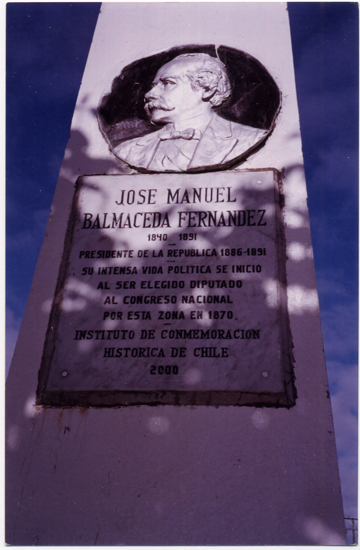 JOSE MANUEL
BALMACEDA FERNANDEZ
1840 - 1891
PRESIDENTE DE LA REPUBLICA 1886-1891
SU INTENSA VIDA POLITICA SE INICIO
AL SER ELEGIDO DIPUTADO
AL CONGRESO NACIONAL
POR ESTA ZONA EN 1870.
INSTITUTO DE CONMEMORACION
HISTORICA DE CHILE
2000